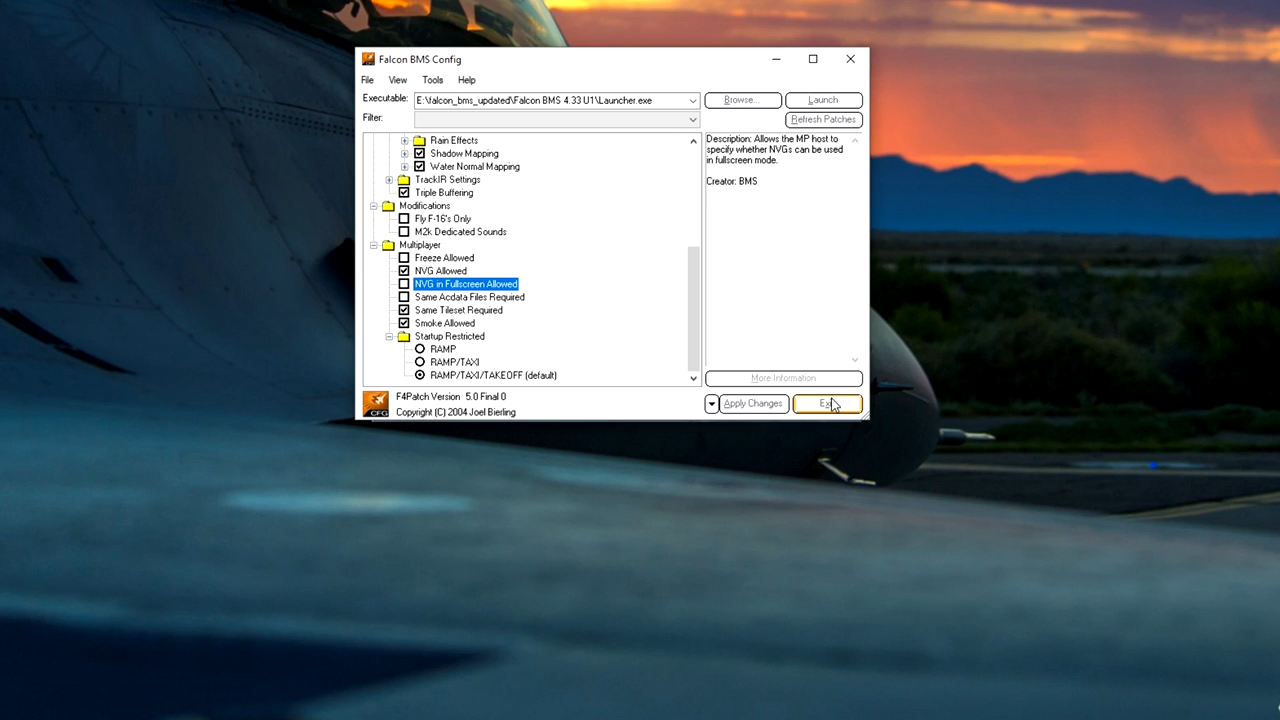 Falcon BMS Config
File View Tools Help
Executable: E:\falcon_bms_updated\Falcon BMS 4.33 U1\Launcher.exe Browse... Launch
Filter: Refresh Patches
Rain Effects
Shadow Mapping
Water Normal Mapping
TrackIR Settings
Triple Buffering
Modifications
Fly F-16's Only
M2k Dedicated Sounds
Multiplayer
Freeze Allowed
NVG Allowed
NVG in Fullscreen Allowed
Same Acdata Files Required
Same Tileset Required
Smoke Allowed
Startup Restricted
RAMP
RAMP/TAXI
RAMP/TAXI/TAKEOFF (default)
Description: Allows the MP host to
specify whether NVGs can be used
in fullscreen mode.
Creator: BMS
More Information
CFG
F4Patch Version 5.0 Final 0
Copyright (C) 2004 Joel Bierling
Apply Changes